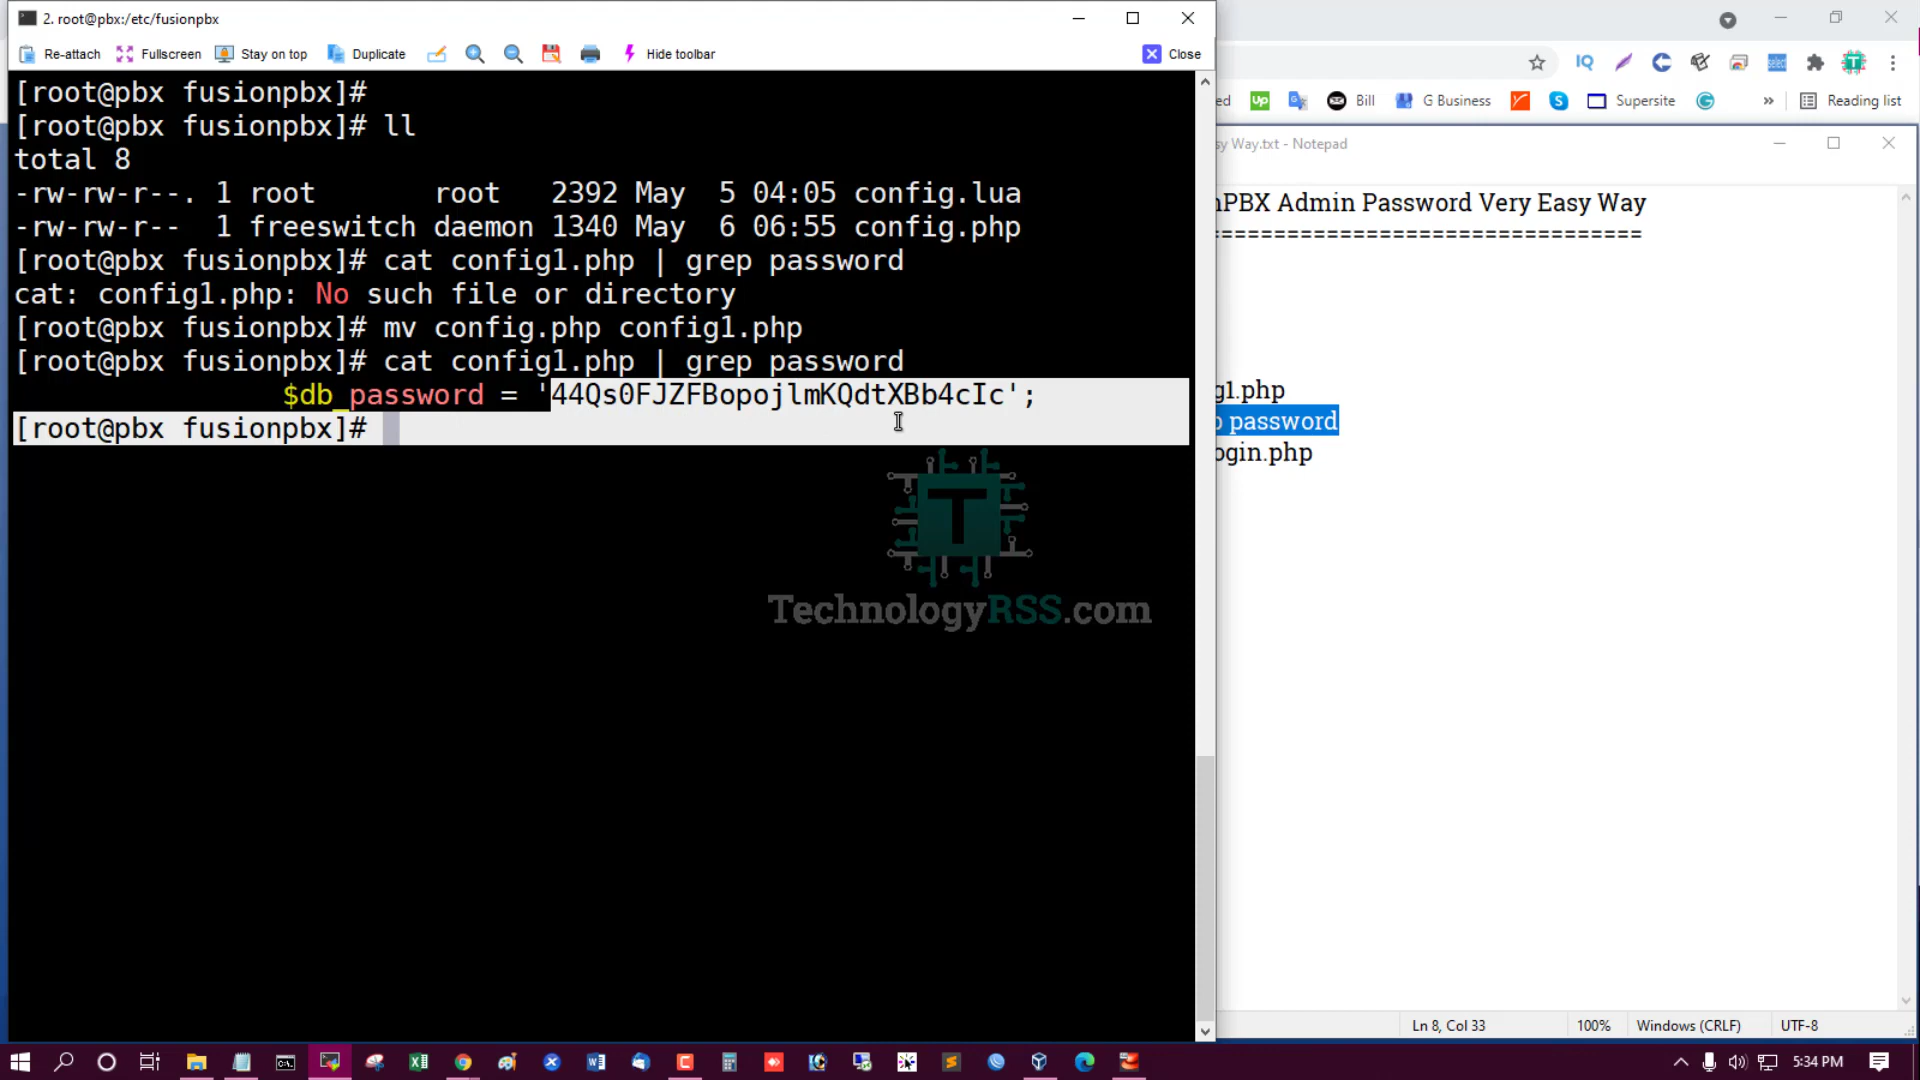 2. root@pbx:/etc/fusionpbx
Re-attach Fullscreen Stay on top Duplicate Hide toolbar Close
[root@pbx fusionpbx]#
[root@pbx fusionpbx]# ll
total 8
-rw-rw-r--. 1 root       root   2392 May  5 04:05 config.lua
-rw-rw-r--  1 freeswitch daemon 1340 May  6 06:55 config.php
[root@pbx fusionpbx]# cat config1.php | grep password
cat: config1.php: No such file or directory
[root@pbx fusionpbx]# mv config.php config1.php
[root@pbx fusionpbx]# cat config1.php | grep password
$db_password = '44Qs0FJZFBopojlmKQdtXBb4cIc';
[root@pbx fusionpbx]#
TechnologyRSS.com
IQ
select
ed Up Bill G Business Supersite » Reading list
sy Way.txt - Notepad
nPBX Admin Password Very Easy Way
================================
g1.php
p password
ogin.php
Ln 8, Col 33 100% Windows (CRLF) UTF-8
5:34 PM